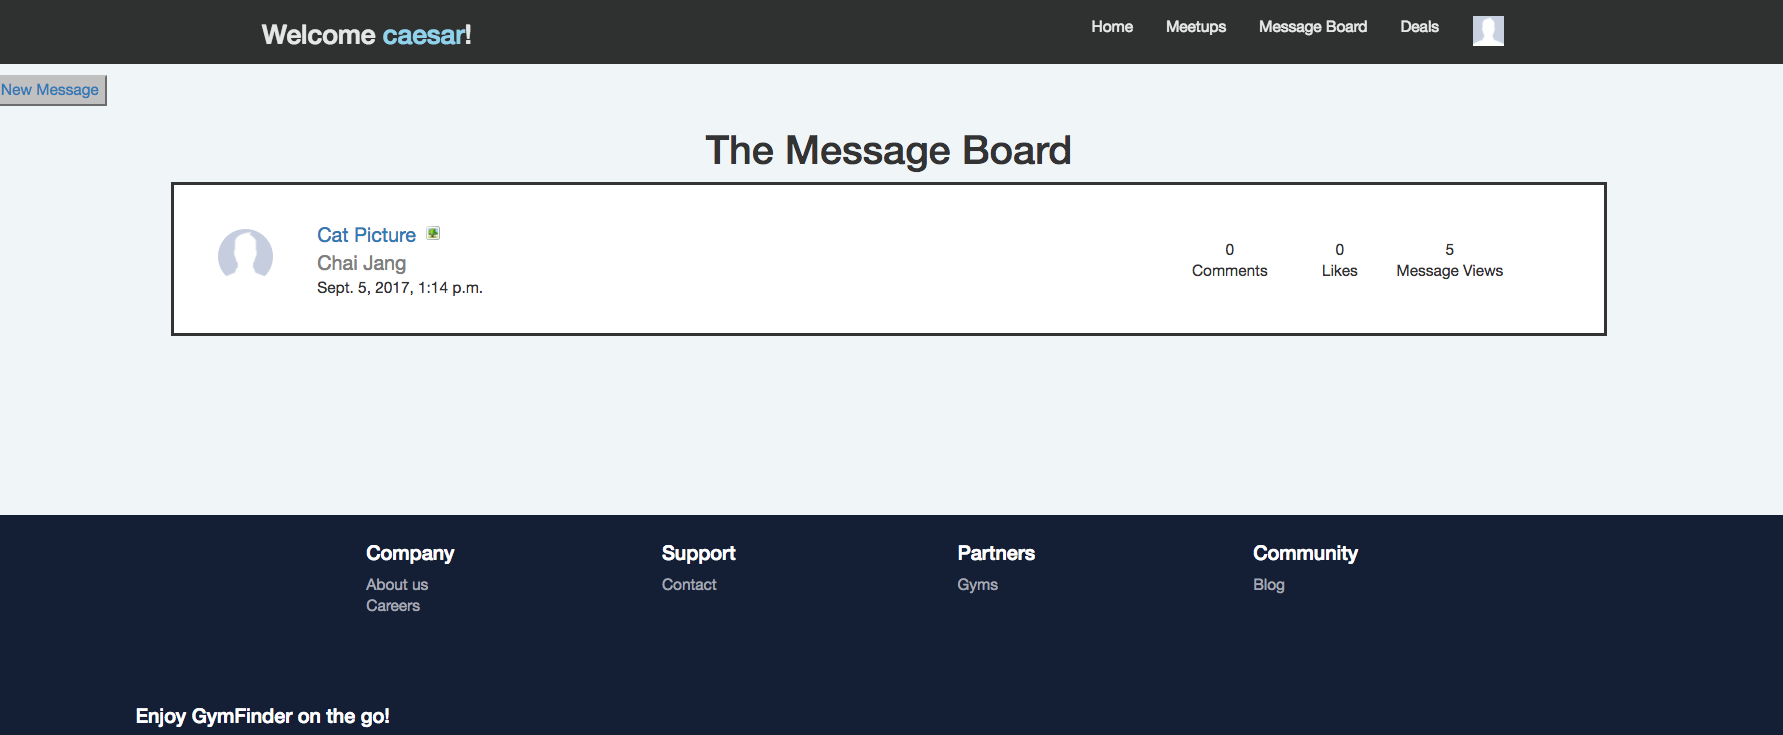 Welcome caesar!
Home Meetups Message Board Deals
New Message
The Message Board
Cat Picture
Chai Jang
Sept. 5, 2017, 1:14 p.m.
0
Comments
0
Likes
5
Message Views
Company
About us
Careers
Support
Contact
Partners
Gyms
Community
Blog
Enjoy GymFinder on the go!